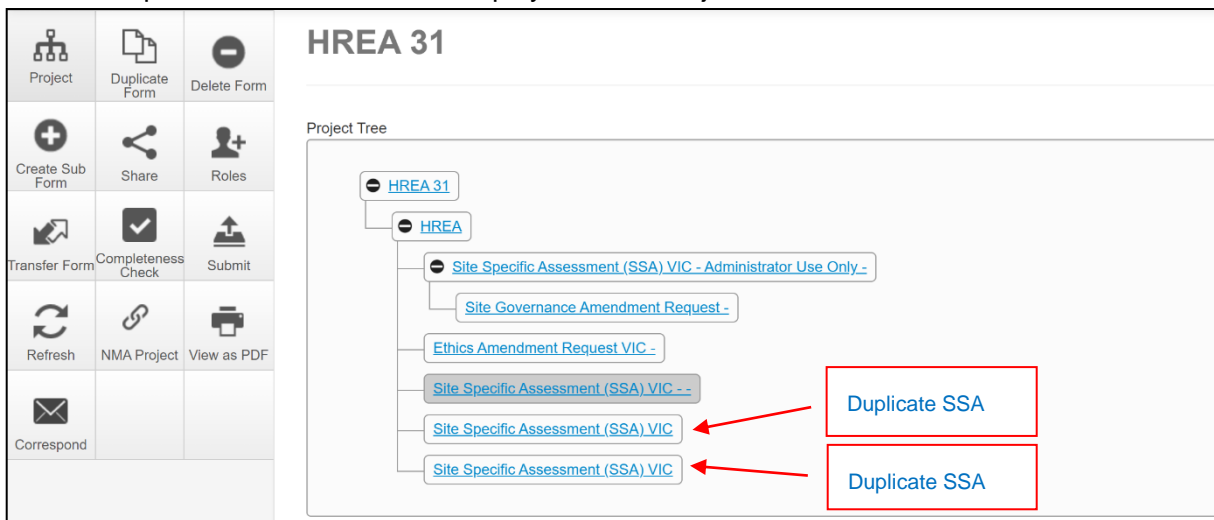 HREA 31
Project
Duplicate
Form
Delete Form
Create Sub
Form
Share
Roles
Transfer Form
Completeness
Check
Submit
Refresh
NMA Project
View as PDF
Correspond
Project Tree
HREA 31
HREA
Site Specific Assessment (SSA) VIC - Administrator Use Only -
Site Governance Amendment Request -
Ethics Amendment Request VIC -
Site Specific Assessment (SSA) VIC - -
Site Specific Assessment (SSA) VIC
Duplicate SSA
Site Specific Assessment (SSA) VIC
Duplicate SSA